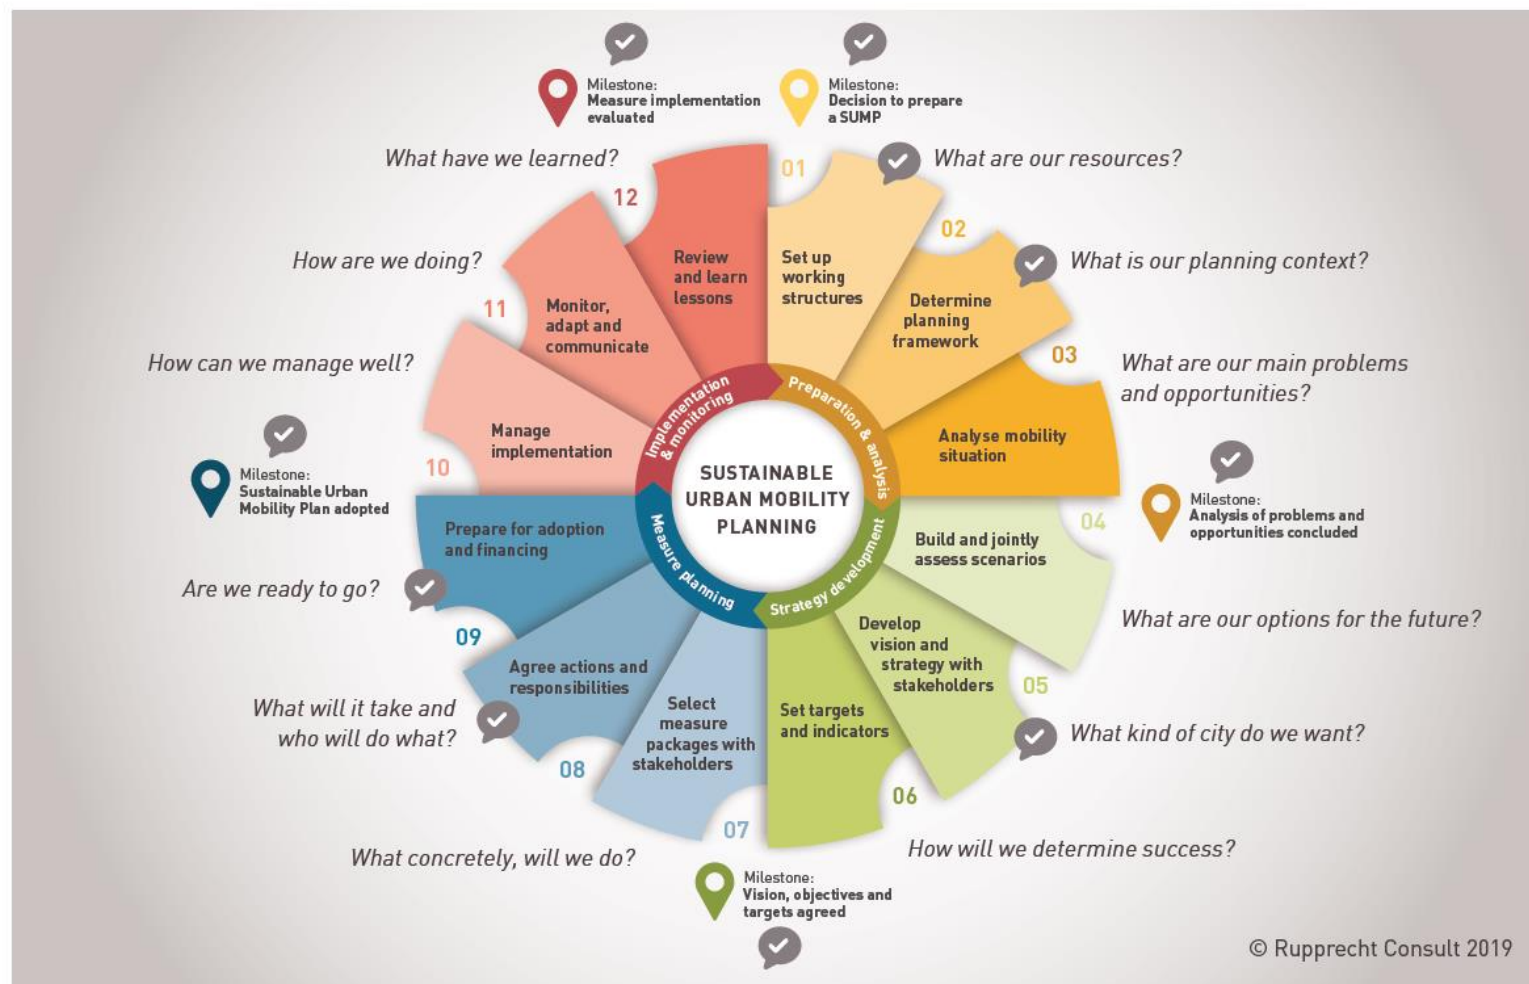 Milestone:
Measure implementation
evaluated
Milestone:
Decision to prepare
a SUMP
What have we learned?
What are our resources?
01
12
02
How are we doing?
What is our planning context?
Review
and learn
lessons
Set up
working
structures
11
Monitor,
adapt and
communicate
Determine
planning
framework
03
How can we manage well?
What are our main problems
and opportunities?
Implementation
& monitoring
Preparation & analysis
Manage
implementation
Analyse mobility
situation
10
Milestone:
Sustainable Urban
Mobility Plan adopted
SUSTAINABLE
URBAN MOBILITY
PLANNING
Milestone:
Analysis of problems and
opportunities concluded
04
Prepare for adoption
and financing
Build and jointly
assess scenarios
Measure planning
Strategy development
Are we ready to go?
What are our options for the future?
09
Develop
vision and
strategy with
stakeholders
Agree actions and
responsibilities
05
What will it take and
who will do what?
Select
measure
packages with
stakeholders
Set targets
and indicators
What kind of city do we want?
08
06
07
What concretely, will we do?
How will we determine success?
Milestone:
Vision, objectives and
targets agreed
© Rupprecht Consult 2019